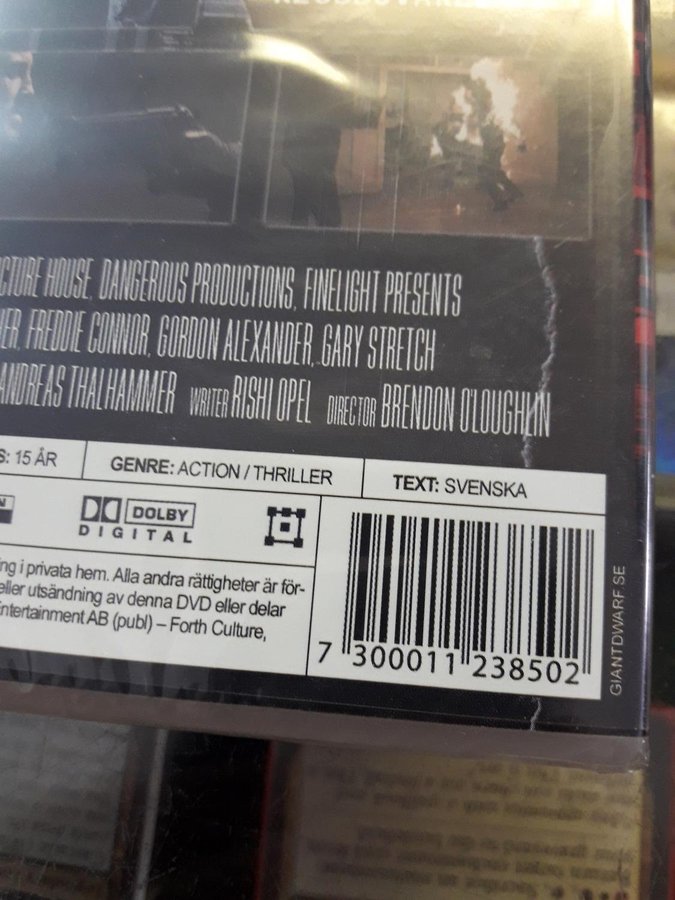 CTURE HOUSE, DANGEROUS PRODUCTIONS, FINELIGHT PRESENTS
ER, FREDDIE CONNOR, GORDON ALEXANDER, GARY STRETCH
ANDREAS THALHAMMER WRITER RISHI OPEL DIRECTOR BRENDON O'LOUGHLIN
S: 15 ÅR
GENRE: ACTION / THRILLER
TEXT: SVENSKA
N
DOLBY
DIGITAL
ng i privata hem. Alla andra rättigheter är för-
eller utsändning av denna DVD eller delar
Entertainment AB (publ) – Forth Culture,
7 300011 238502
GIANTDWARF.SE